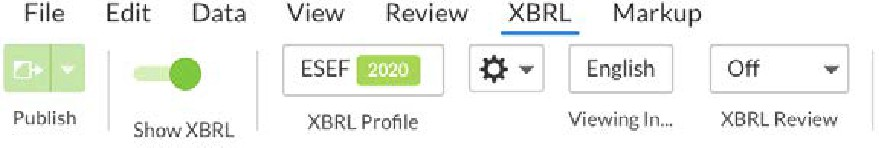 File Edit Data View Review XBRL Markup
ESEF 2020 English Off
Publish Show XBRL XBRL Profile Viewing In... XBRL Review